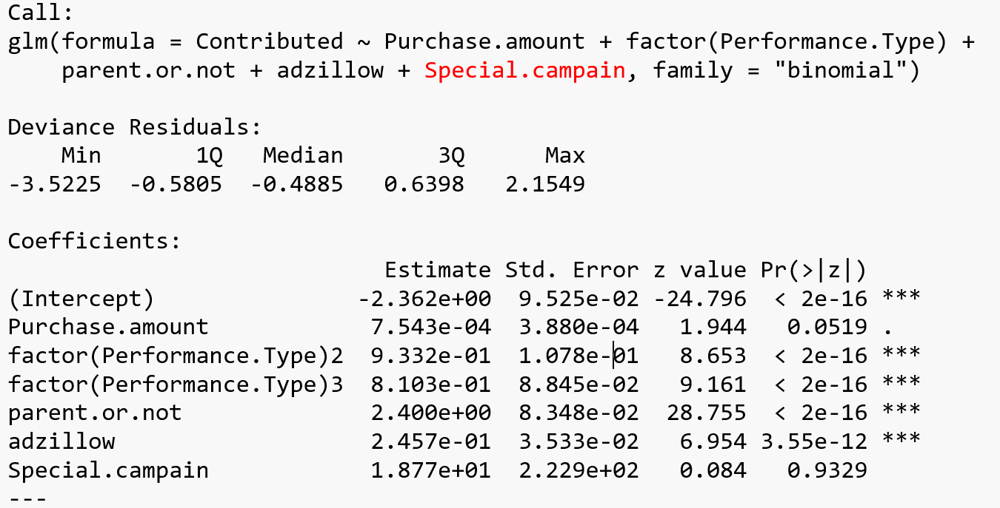 Call:
glm(formula = Contributed ~ Purchase.amount + factor(Performance.Type) +
    parent.or.not + adzillow + Special.campain, family = "binomial")

Deviance Residuals:
    Min       1Q   Median       3Q      Max
-3.5225  -0.5805  -0.4885   0.6398   2.1549

Coefficients:
                            Estimate Std. Error z value Pr(>|z|)
(Intercept)               -2.362e+00  9.525e-02 -24.796  < 2e-16 ***
Purchase.amount            7.543e-04  3.880e-04   1.944   0.0519 .
factor(Performance.Type)2  9.332e-01  1.078e-01   8.653  < 2e-16 ***
factor(Performance.Type)3  8.103e-01  8.845e-02   9.161  < 2e-16 ***
parent.or.not              2.400e+00  8.348e-02  28.755  < 2e-16 ***
adzillow                   2.457e-01  3.533e-02   6.954 3.55e-12 ***
Special.campain            1.877e+01  2.229e+02   0.084   0.9329
---